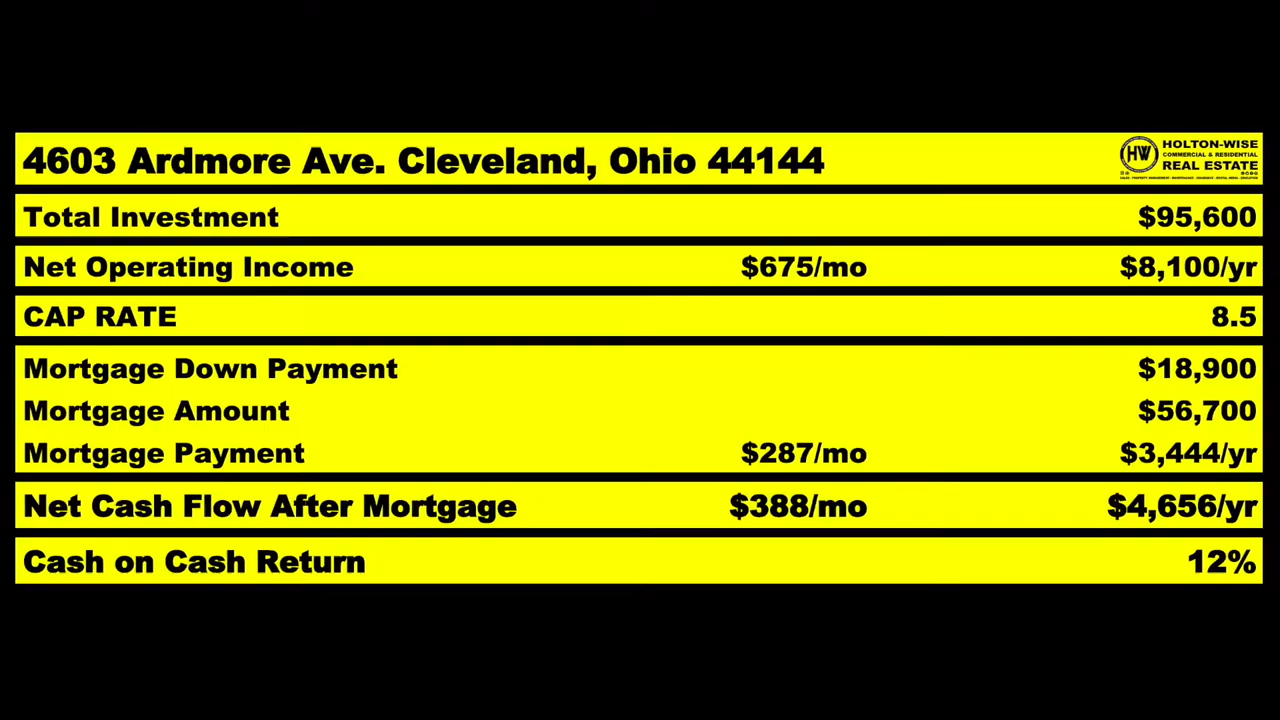 4603 Ardmore Ave. Cleveland, Ohio 44144
HW
HOLTON-WISE
COMMERCIAL & RESIDENTIAL
REAL ESTATE
Total Investment $95,600
Net Operating Income $675/mo $8,100/yr
CAP RATE 8.5
Mortgage Down Payment $18,900
Mortgage Amount $56,700
Mortgage Payment $287/mo $3,444/yr
Net Cash Flow After Mortgage $388/mo $4,656/yr
Cash on Cash Return 12%